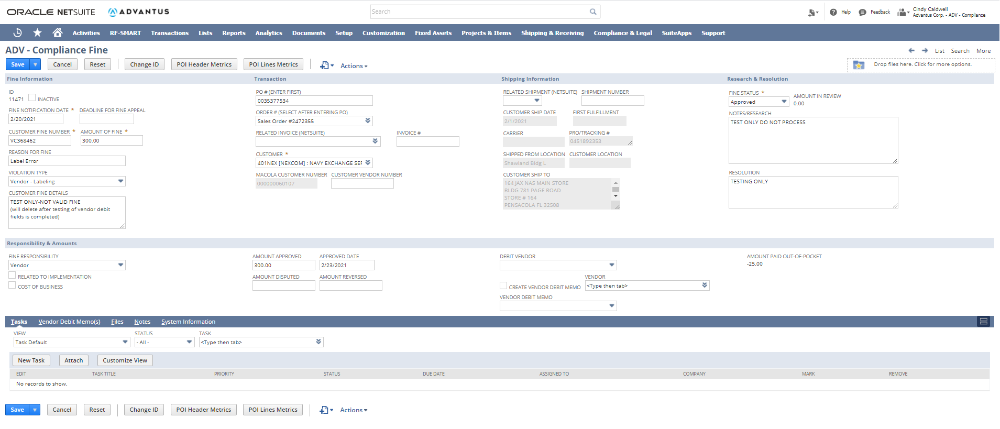 ORACLE NETSUITE
ADVANTUS
Search
Help
Feedback
Cindy Caldwell
Advantus Corp. - ADV - Compliance
Activities
RF-SMART
Transactions
Lists
Reports
Analytics
Documents
Setup
Customization
Fixed Assets
Projects & Items
Shipping & Receiving
Compliance & Legal
SuiteApps
Support
ADV - Compliance Fine
List
Search
More
Save
Cancel
Reset
Change ID
POI Header Metrics
POI Lines Metrics
Actions
Drop files here. Click for more options.
Fine Information
ID
11471
INACTIVE
FINE NOTIFICATION DATE *
2/20/2021
DEADLINE FOR FINE APPEAL
CUSTOMER FINE NUMBER *
VC368462
AMOUNT OF FINE *
300.00
REASON FOR FINE
Label Error
VIOLATION TYPE
Vendor - Labeling
CUSTOMER FINE DETAILS
TEST ONLY-NOT VALID FINE
(will delete after testing of vendor debit
fields is completed)
Transaction
PO # (ENTER FIRST)
0035377534
ORDER # (SELECT AFTER ENTERING PO)
Sales Order #2472355
RELATED INVOICE (NETSUITE)
INVOICE #
CUSTOMER *
401NEX [NEXCOM] : NAVY EXCHANGE SEF
MACOLA CUSTOMER NUMBER
000000060107
CUSTOMER VENDOR NUMBER
Shipping Information
RELATED SHIPMENT (NETSUITE)
SHIPMENT NUMBER
CUSTOMER SHIP DATE
2/1/2021
FIRST FULFILLMENT
CARRIER
PRO/TRACKING #
0451892353
SHIPPED FROM LOCATION
Shawland Bldg L
CUSTOMER LOCATION
CUSTOMER SHIP TO
164 JAX NAS MAIN STORE
BLDG 781 PAGE ROAD
STORE # 164
PENSACOLA FL 32508
Research & Resolution
FINE STATUS *
Approved
AMOUNT IN REVIEW
0.00
NOTES/RESEARCH
TEST ONLY DO NOT PROCESS
RESOLUTION
TESTING ONLY
Responsibility & Amounts
FINE RESPONSIBILITY
Vendor
RELATED TO IMPLEMENTATION
COST OF BUSINESS
AMOUNT APPROVED
300.00
APPROVED DATE
2/23/2021
AMOUNT DISPUTED
AMOUNT REVERSED
DEBIT VENDOR
CREATE VENDOR DEBIT MEMO
VENDOR
<Type then tab>
VENDOR DEBIT MEMO
AMOUNT PAID OUT-OF-POCKET
-25.00
Tasks
Vendor Debit Memo(s)
Files
Notes
System Information
VIEW
Task Default
STATUS
- All -
TASK
<Type then tab>
New Task
Attach
Customize View
EDIT
TASK TITLE
PRIORITY
STATUS
DUE DATE
ASSIGNED TO
COMPANY
MARK
REMOVE
No records to show.
Save
Cancel
Reset
Change ID
POI Header Metrics
POI Lines Metrics
Actions